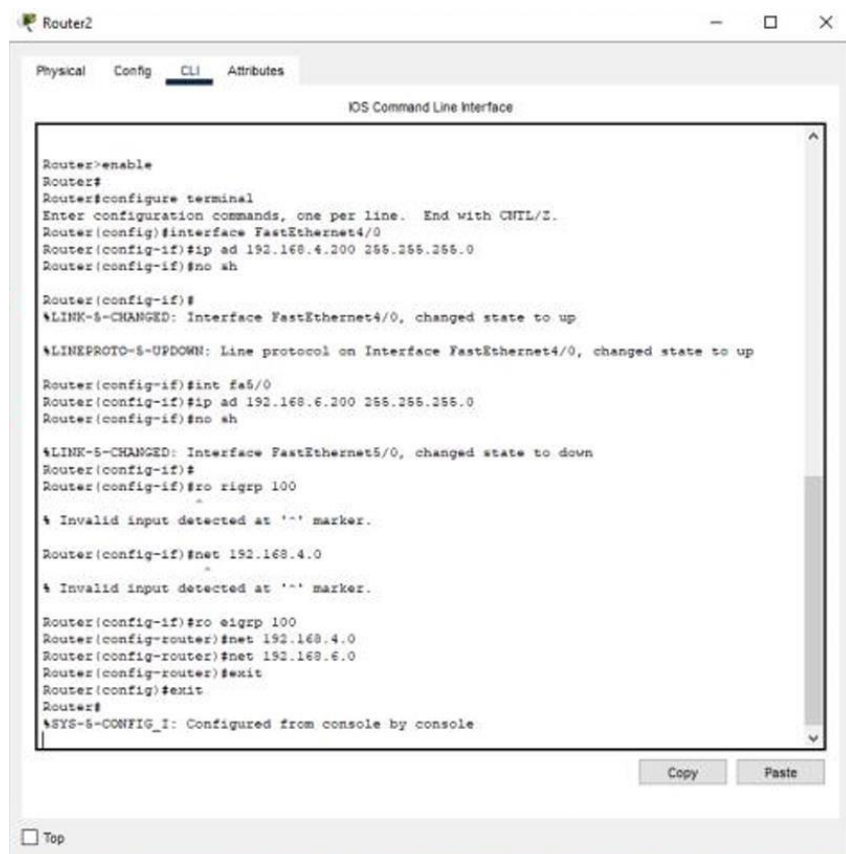 Router2
Physical Config CLI Attributes
IOS Command Line Interface
Router>enable
Router#
Router#configure terminal
Enter configuration commands, one per line. End with CNTL/Z.
Router(config)#interface FastEthernet4/0
Router(config-if)#ip ad 192.168.4.200 255.255.255.0
Router(config-if)#no sh
Router(config-if)#
%LINK-5-CHANGED: Interface FastEthernet4/0, changed state to up
%LINEPROTO-5-UPDOWN: Line protocol on Interface FastEthernet4/0, changed state to up
Router(config-if)#int fa5/0
Router(config-if)#ip ad 192.168.6.200 255.255.255.0
Router(config-if)#no sh
%LINK-5-CHANGED: Interface FastEthernet5/0, changed state to down
Router(config-if)#
Router(config-if)#ro rigrp 100
^
% Invalid input detected at '^' marker.
Router(config-if)#net 192.168.4.0
^
% Invalid input detected at '^' marker.
Router(config-if)#ro eigrp 100
Router(config-router)#net 192.168.4.0
Router(config-router)#net 192.168.6.0
Router(config-router)#exit
Router(config)#exit
Router#
%SYS-5-CONFIG_I: Configured from console by console
Copy Paste
Top